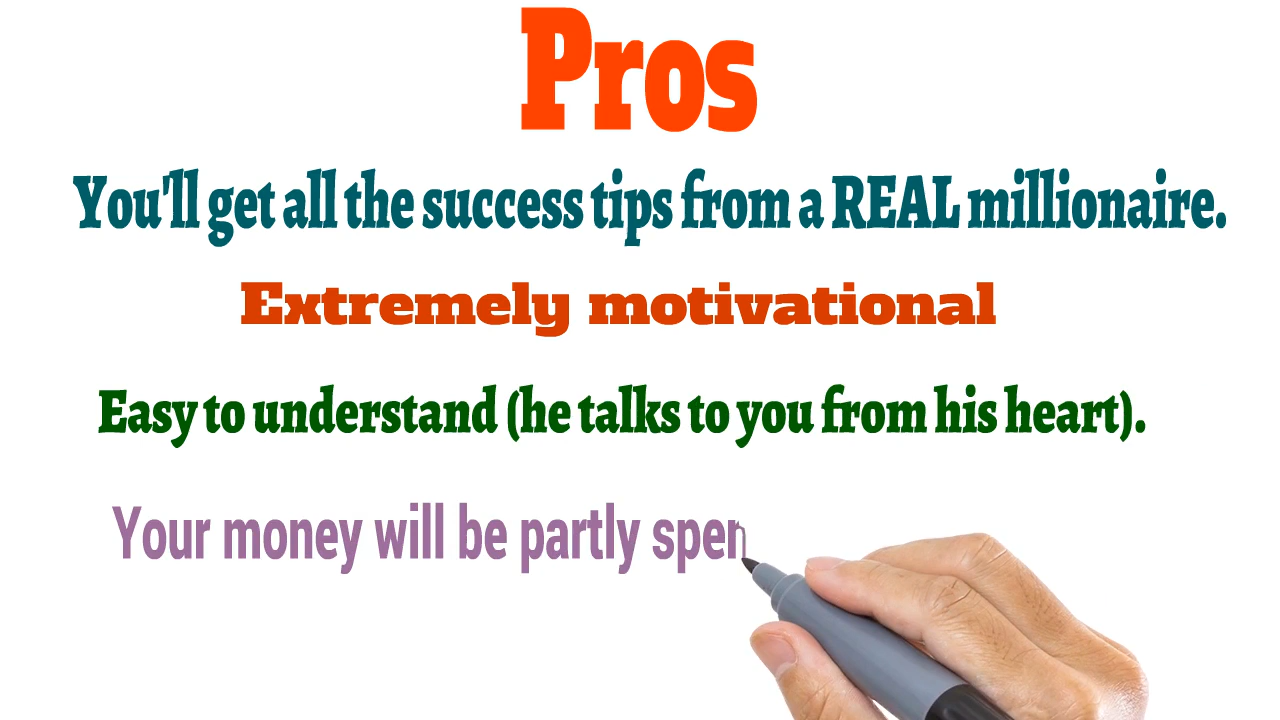 Pros
You'll get all the success tips from a REAL millionaire.
Extremely motivational
Easy to understand (he talks to you from his heart).
Your money will be partly